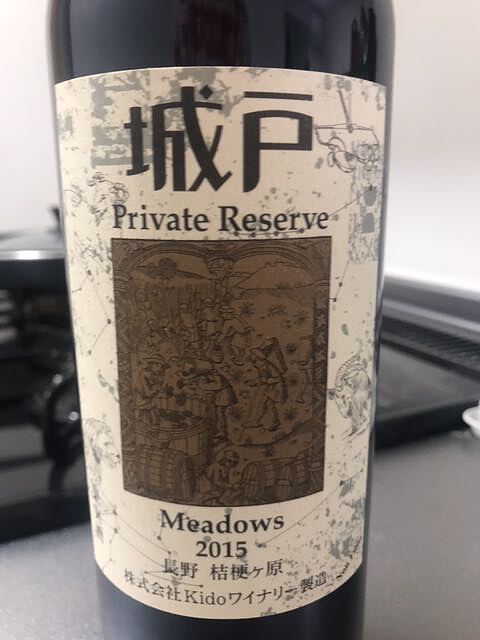 城戸
Private Reserve
Meadows
2015
長野 桔梗ヶ原
株式会社Kidoワイナリー製造